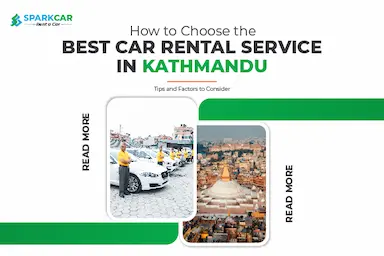 SPARKCAR
Rent a Car
How to Choose the
BEST CAR RENTAL SERVICE
IN KATHMANDU
Tips and Factors to Consider
READ MORE
READ MORE